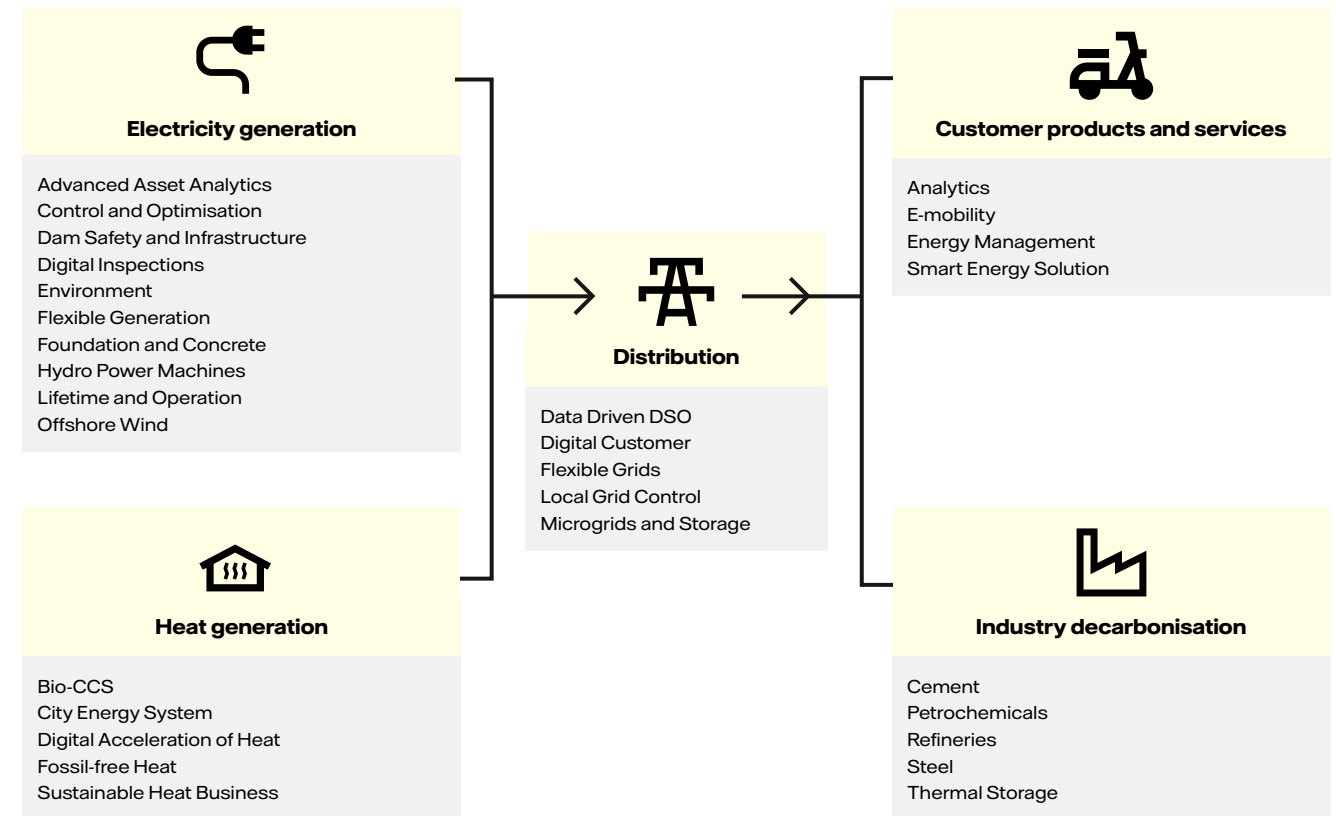 Electricity generation
Advanced Asset Analytics
Control and Optimisation
Dam Safety and Infrastructure
Digital Inspections
Environment
Flexible Generation
Foundation and Concrete
Hydro Power Machines
Lifetime and Operation
Offshore Wind
Heat generation
Bio-CCS
City Energy System
Digital Acceleration of Heat
Fossil-free Heat
Sustainable Heat Business
Distribution
Data Driven DSO
Digital Customer
Flexible Grids
Local Grid Control
Microgrids and Storage
Customer products and services
Analytics
E-mobility
Energy Management
Smart Energy Solution
Industry decarbonisation
Cement
Petrochemicals
Refineries
Steel
Thermal Storage